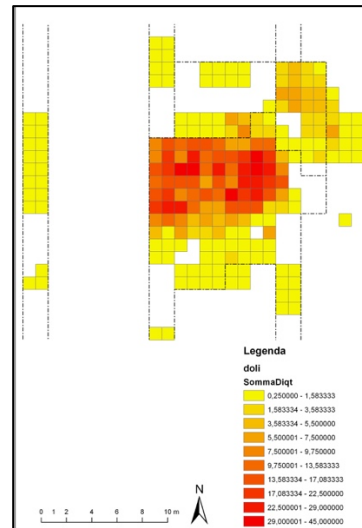 Legenda
doli
SommaDiqt
0,250000 - 1,583333
1,583334 - 3,583333
3,583334 - 5,500000
5,500001 - 7,500000
7,500001 - 9,750000
9,750001 - 13,583333
13,583334 - 17,083333
17,083334 - 22,500000
22,500001 - 29,000000
29,000001 - 45,000000
N
0 1 2 4 6 8 10 m